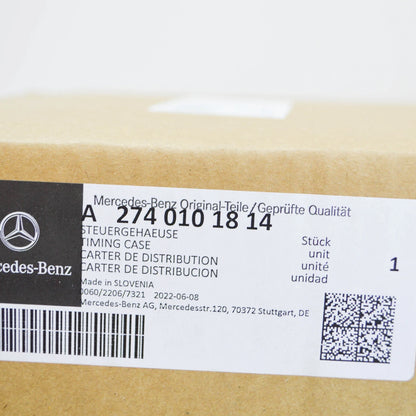 Mercedes-Benz Original-Teile/Geprüfte Qualität
A 274 010 18 14
STEUERGEHAEUSE
TIMING CASE
CARTER DE DISTRIBUTION
CARTER DE DISTRIBUCION
Stück
unit
unité
unidad
1
cedes-Benz
Made in SLOVENIA
0060/2206/7321 2022-06-08
Mercedes-Benz AG, Mercedesstr.120, 70372 Stuttgart, DE